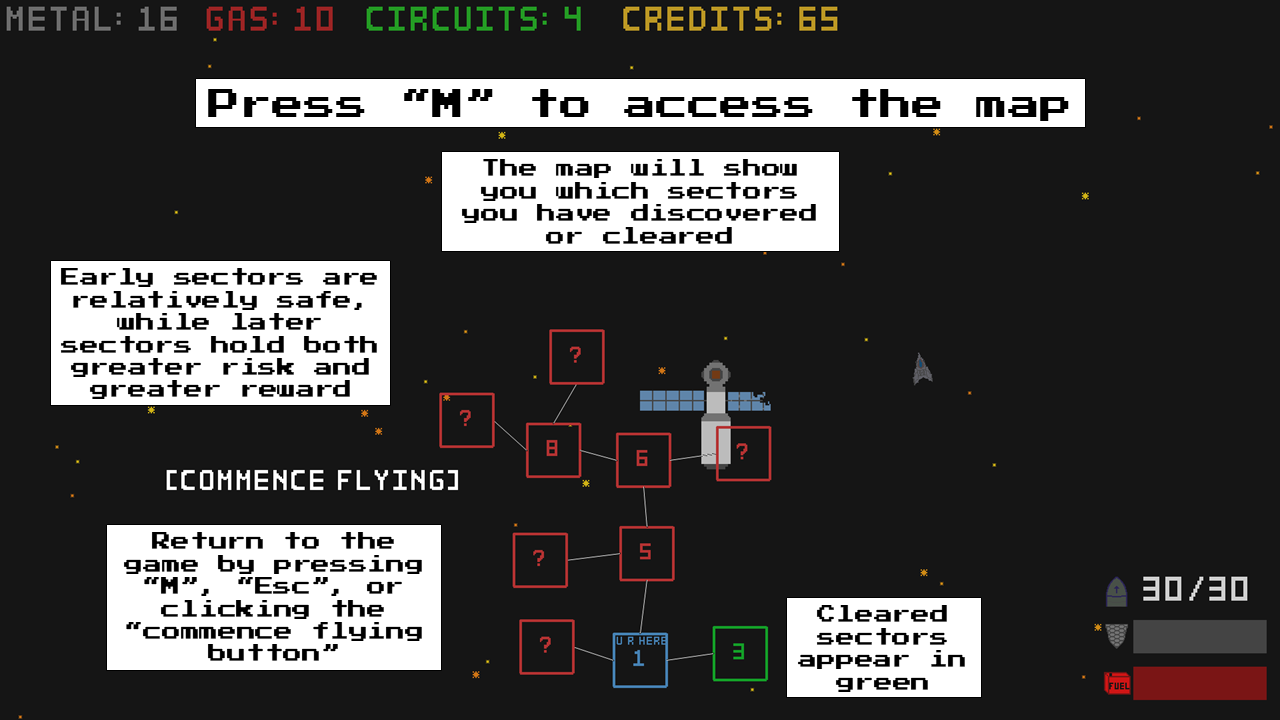 METAL: 16 GAS: 10 CIRCUITS: 4 CREDITS: 65
Press “M” to access the map
The map will show
you which sectors
you have discovered
or cleared
Early sectors are
relatively safe,
while later
sectors hold both
greater risk and
greater reward
?
?
8
6
?
[COMMENCE FLYING]
Return to the
game by pressing
“M”, “Esc”, or
clicking the
“commence flying
button”
?
5
?
U R HERE
1
3
Cleared
sectors
appear in
green
30/30
FUEL